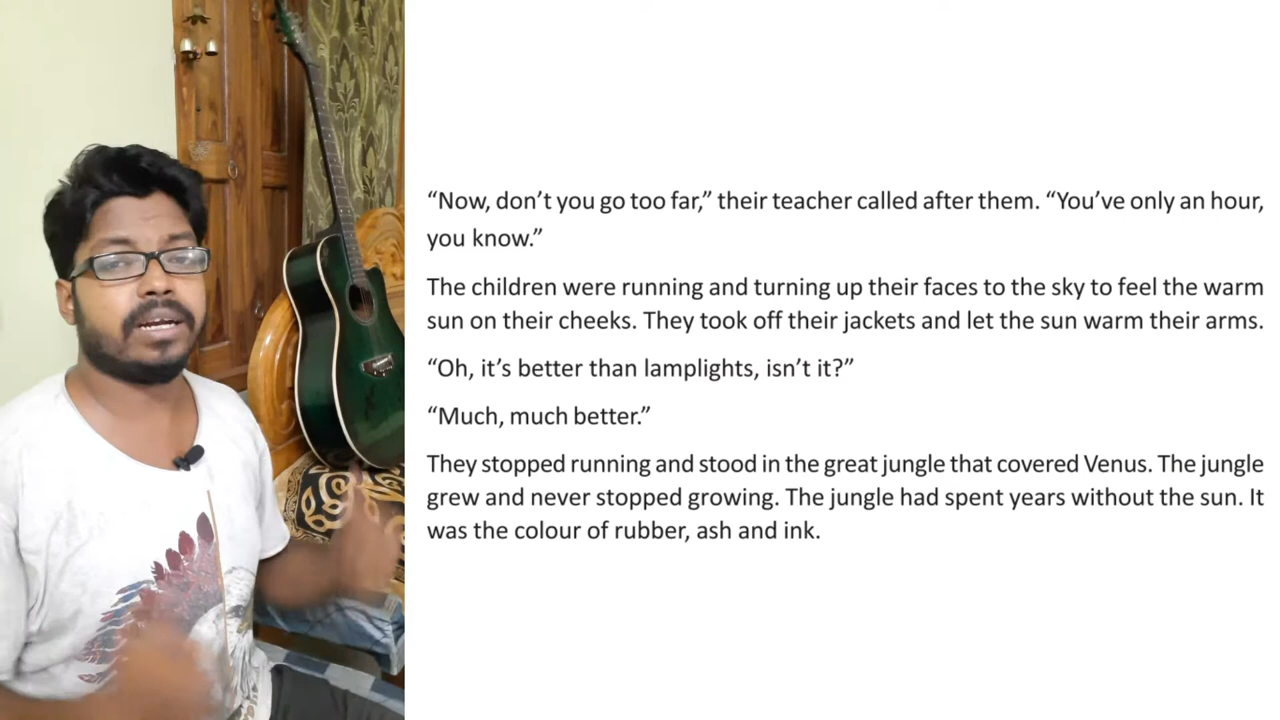 “Now, don’t you go too far,” their teacher called after them. “You’ve only an hour,
you know.”
The children were running and turning up their faces to the sky to feel the warm
sun on their cheeks. They took off their jackets and let the sun warm their arms.
“Oh, it’s better than lamplights, isn’t it?”
“Much, much better.”
They stopped running and stood in the great jungle that covered Venus. The jungle
grew and never stopped growing. The jungle had spent years without the sun. It
was the colour of rubber, ash and ink.